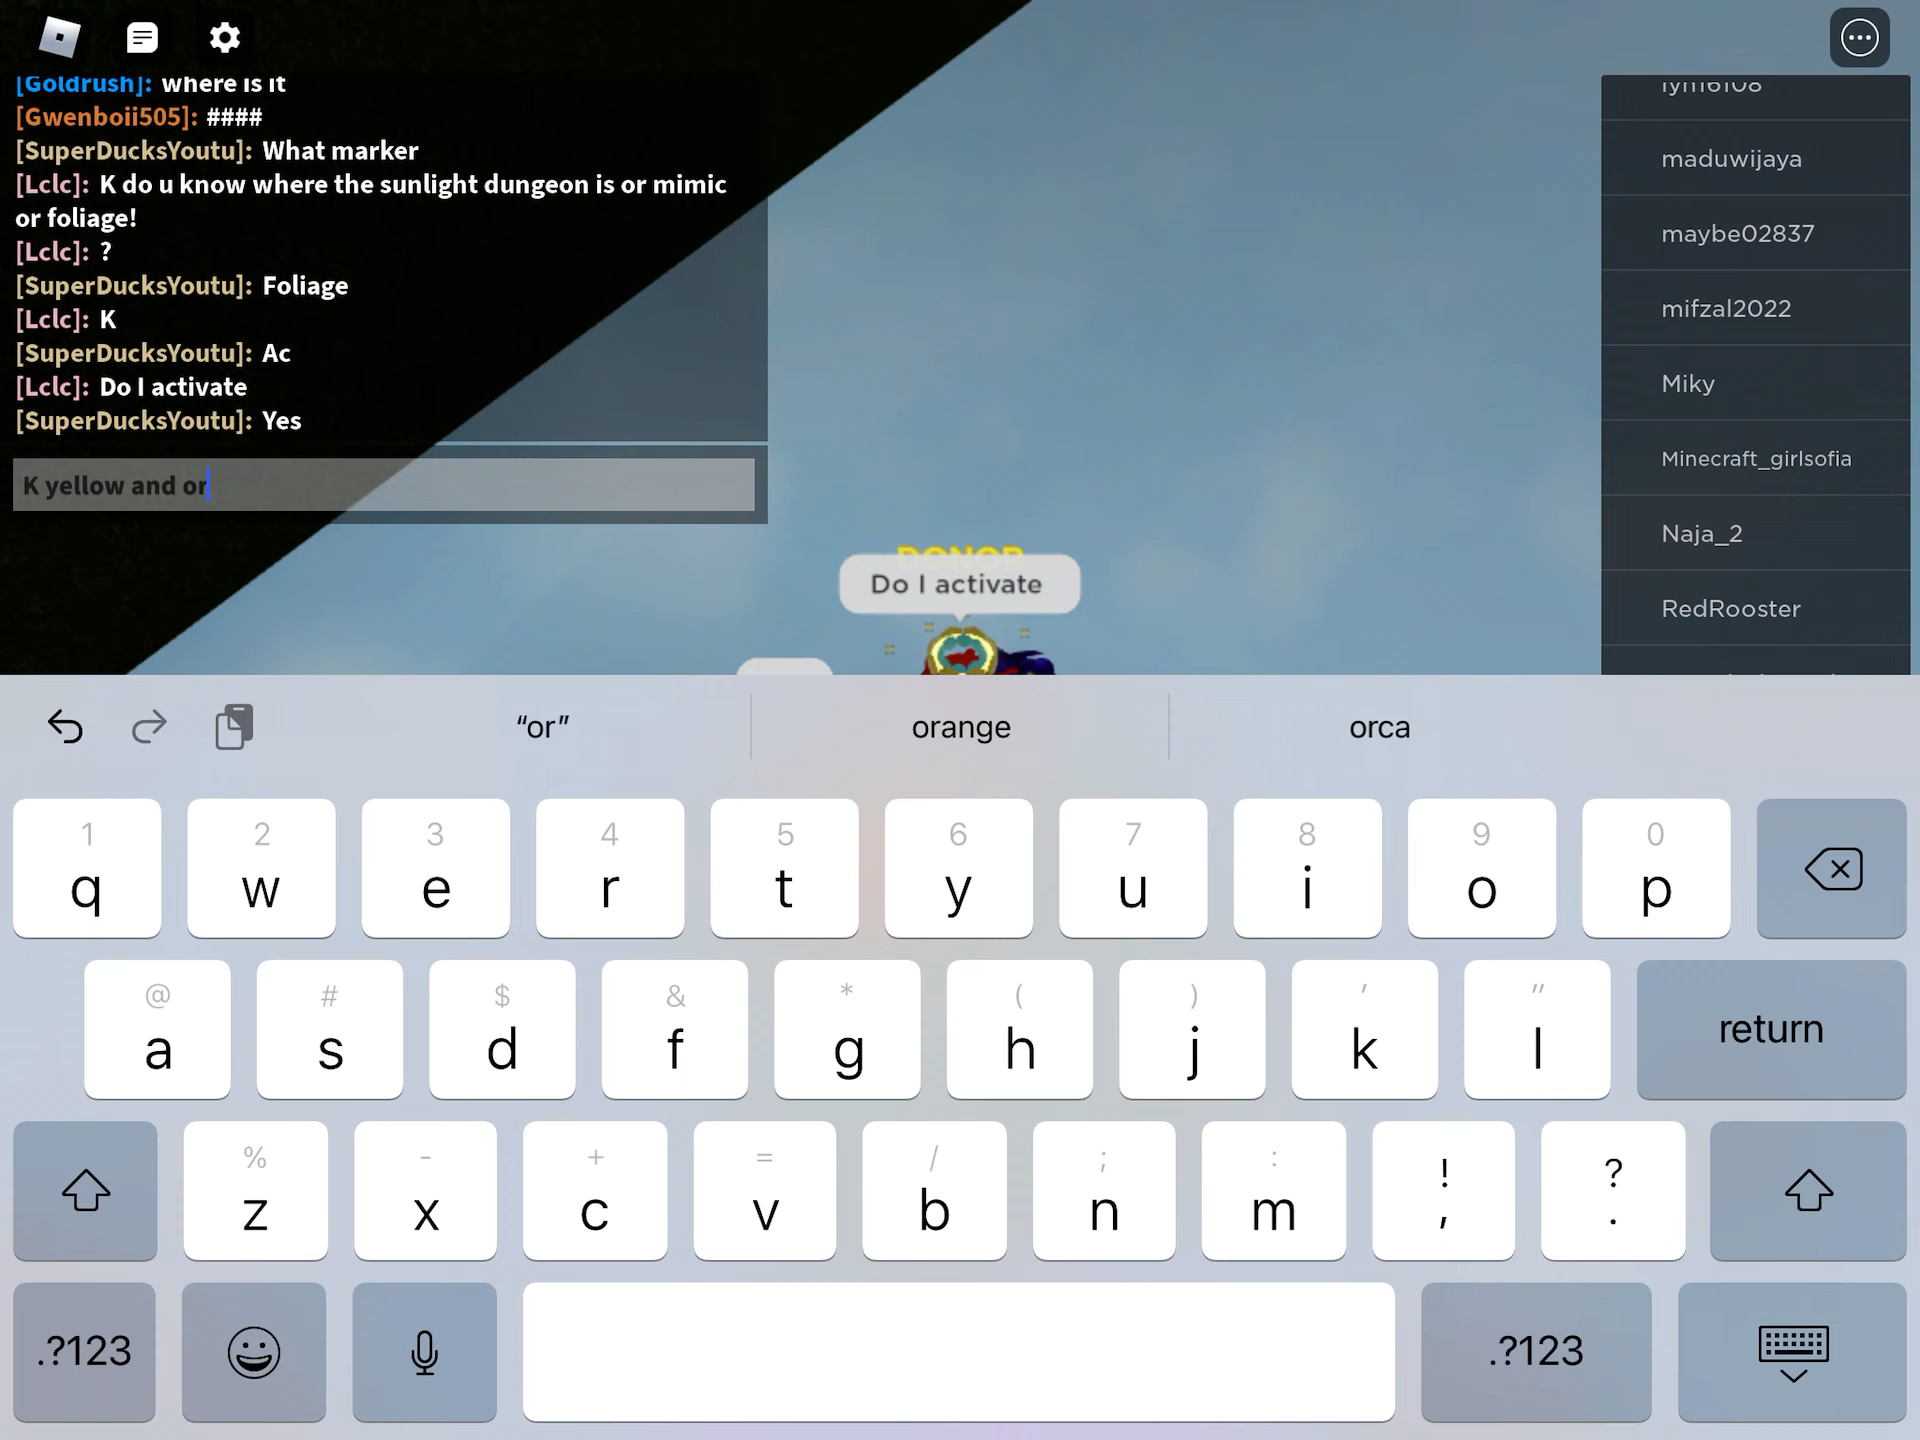 [Goldrush]: where is it
[Gwenboii505]: ####
[SuperDucksYoutu]: What marker
[Lclc]: K do u know where the sunlight dungeon is or mimic
or foliage!
[Lclc]: ?
[SuperDucksYoutu]: Foliage
[Lclc]: K
[SuperDucksYoutu]: Ac
[Lclc]: Do I activate
[SuperDucksYoutu]: Yes
K yellow and or
maduwijaya
maybe02837
mifzal2022
Miky
Minecraft_girlsofia
Naja_2
RedRooster
DONOR
Do I activate
“or” orange orca
1 2 3 4 5 6 7 8 9 0
q w e r t y u i o p
@ # $ & * ( ) ' "
a s d f g h j k l return
% - + = / ; : ! ?
z x c v b n m , .
.?123 .?123